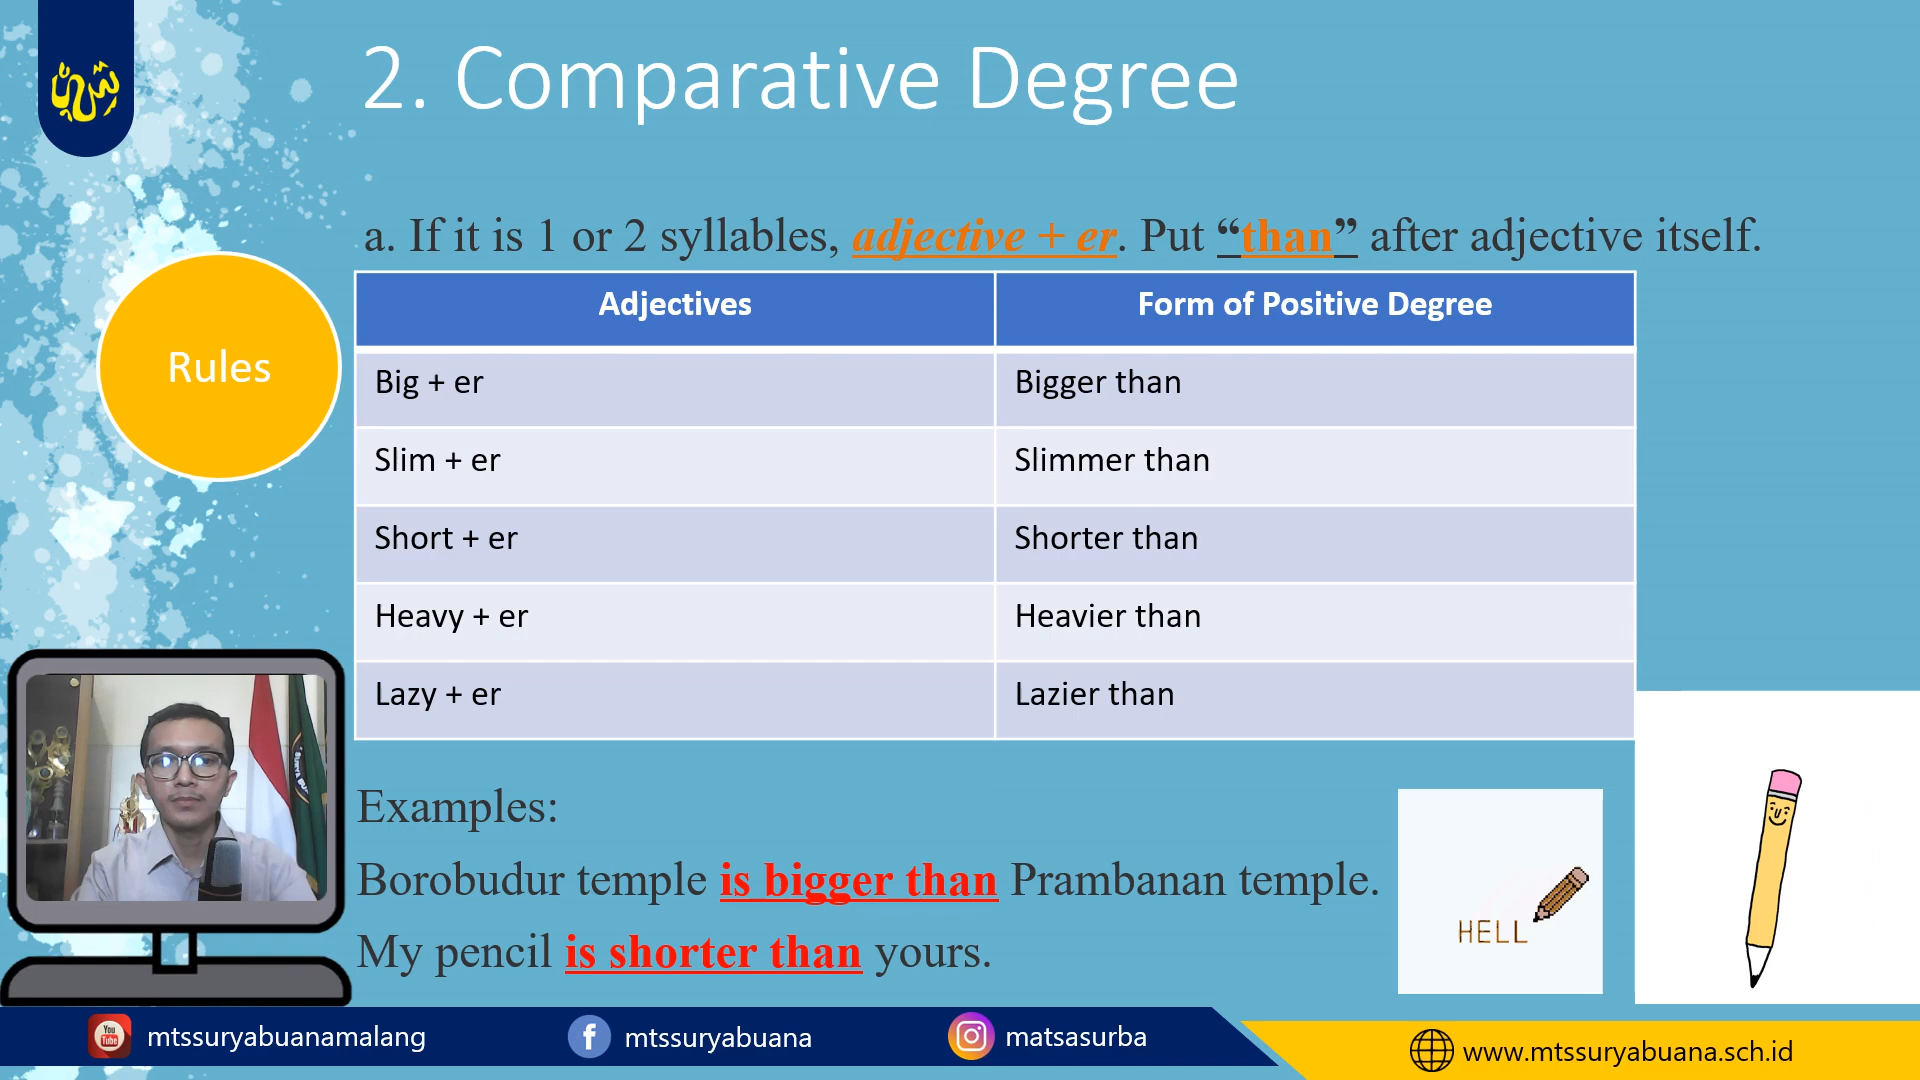 2. Comparative Degree
a. If it is 1 or 2 syllables, adjective + er. Put “than” after adjective itself.
Rules
Adjectives
Form of Positive Degree
Big + er
Bigger than
Slim + er
Slimmer than
Short + er
Shorter than
Heavy + er
Heavier than
Lazy + er
Lazier than
Examples:
Borobudur temple is bigger than Prambanan temple.
My pencil is shorter than yours.
HELL
You
Tube
mtssuryabuanamalang
f
mtssuryabuana
matsasurba
www.mtssuryabuana.sch.id